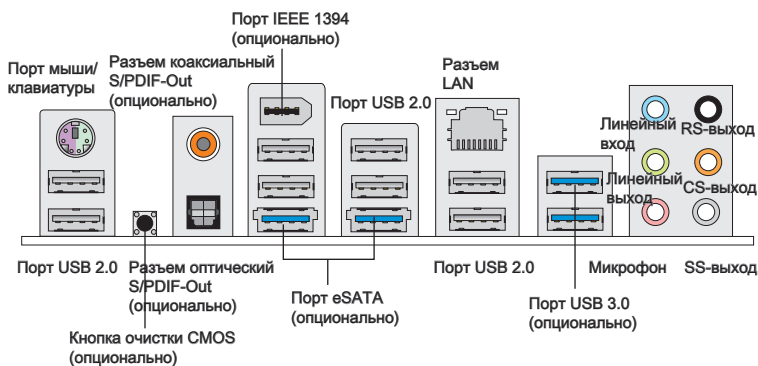 Порт IEEE 1394
(опционально)
Порт мыши/
клавиатуры
Разъем коаксиальный
S/PDIF-Out
(опционально)
Порт USB 2.0
Разъем
LAN
Линейный
вход
RS-выход
Линейный
выход
CS-выход
Порт USB 2.0
Разъем оптический
S/PDIF-Out
(опционально)
Порт eSATA
(опционально)
Порт USB 2.0
Порт USB 3.0
(опционально)
Микрофон
SS-выход
Кнопка очистки CMOS
(опционально)